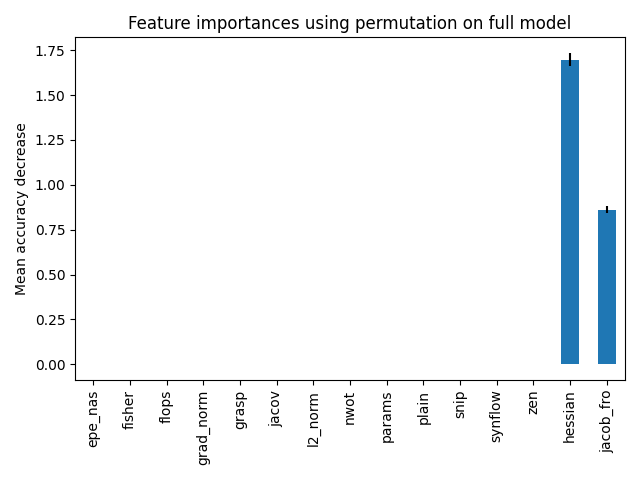 Feature importances using permutation on full model
Mean accuracy decrease
1.75
1.50
1.25
1.00
0.75
0.50
0.25
0.00
epe_nas
fisher
flops
grad_norm
grasp
jacov
l2_norm
nwot
params
plain
snip
synflow
zen
hessian
jacob_fro